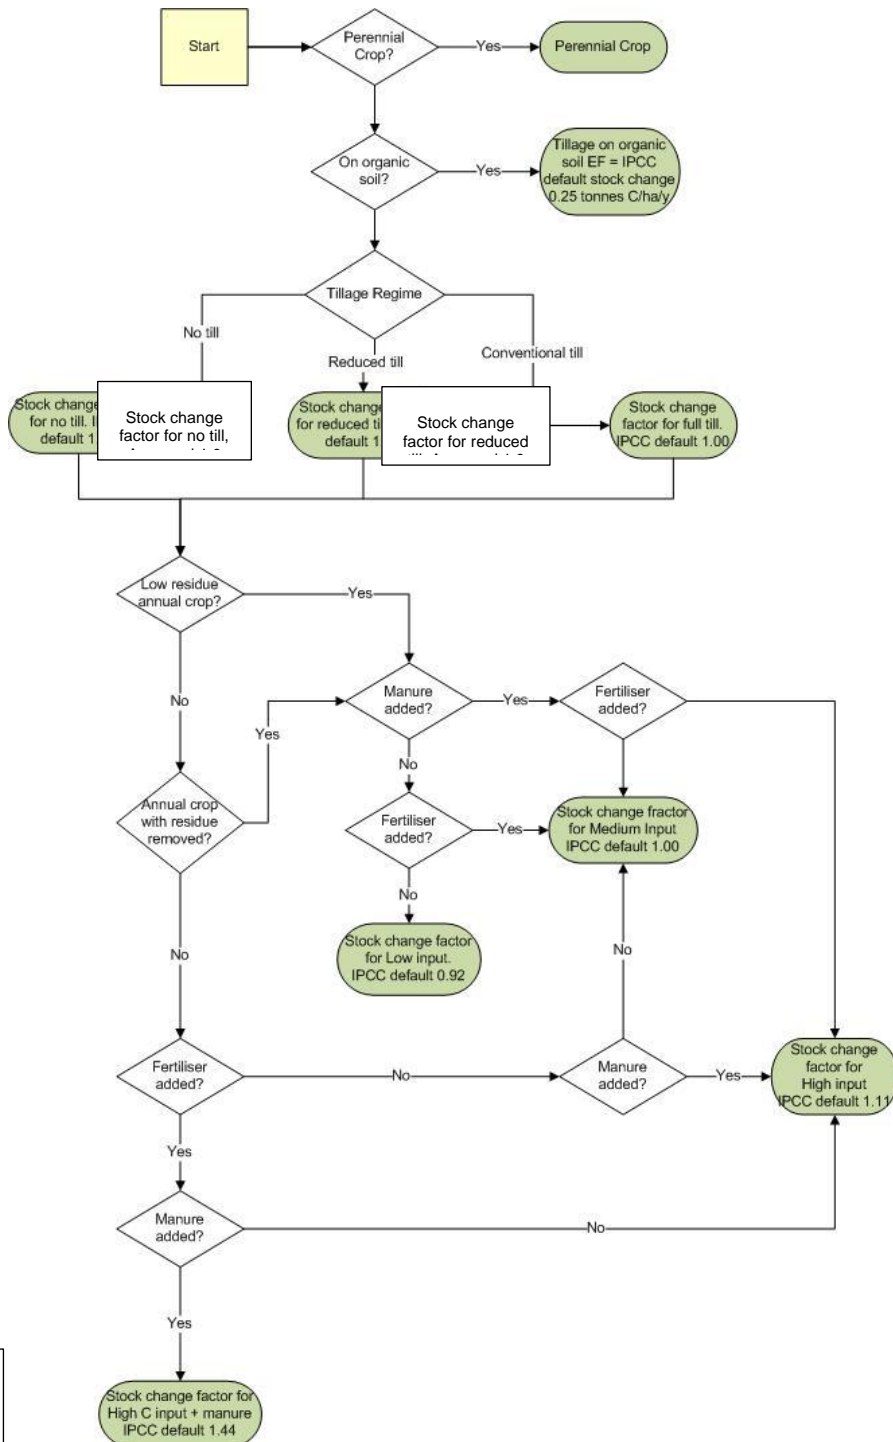 Start
Perennial
Crop?
Yes
Perennial Crop
On organic
soil?
Yes
Tillage on organic
soil EF = IPCC
default stock change
0.25 tonnes C/ha/y
Tillage Regime
No till
Reduced till
Conventional till
Stock change
for no till.
default 1.
Stock change
factor for no till,
Stock change
for reduced
default 1
Stock change
factor for reduced
Stock change
factor for full till.
IPCC default 1.00
Low residue
annual crop?
Yes
No
Manure
added?
Yes
Fertiliser
added?
Yes
No
Annual crop
with residue
removed?
Fertiliser
added?
Yes
Stock change fractor
for Medium Input
IPCC default 1.00
No
Stock change factor
for Low input.
IPCC default 0.92
No
No
Fertiliser
added?
No
Manure
added?
Yes
Stock change
factor for
High input
IPCC default 1.11
Yes
Manure
added?
No
Yes
Stock change factor for
High C input + manure
IPCC default 1.44